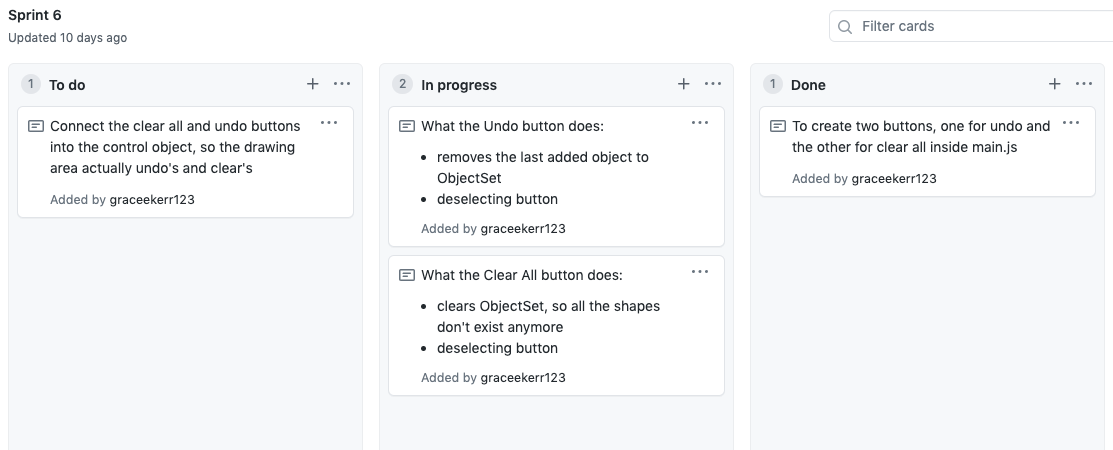 Sprint 6
Updated 10 days ago
Filter cards
1 To do
Connect the clear all and undo buttons
into the control object, so the drawing
area actually undo's and clear's
Added by graceekerr123
2 In progress
What the Undo button does:
• removes the last added object to
ObjectSet
• deselecting button
Added by graceekerr123
What the Clear All button does:
• clears ObjectSet, so all the shapes
don't exist anymore
• deselecting button
Added by graceekerr123
1 Done
To create two buttons, one for undo and
the other for clear all inside main.js
Added by graceekerr123